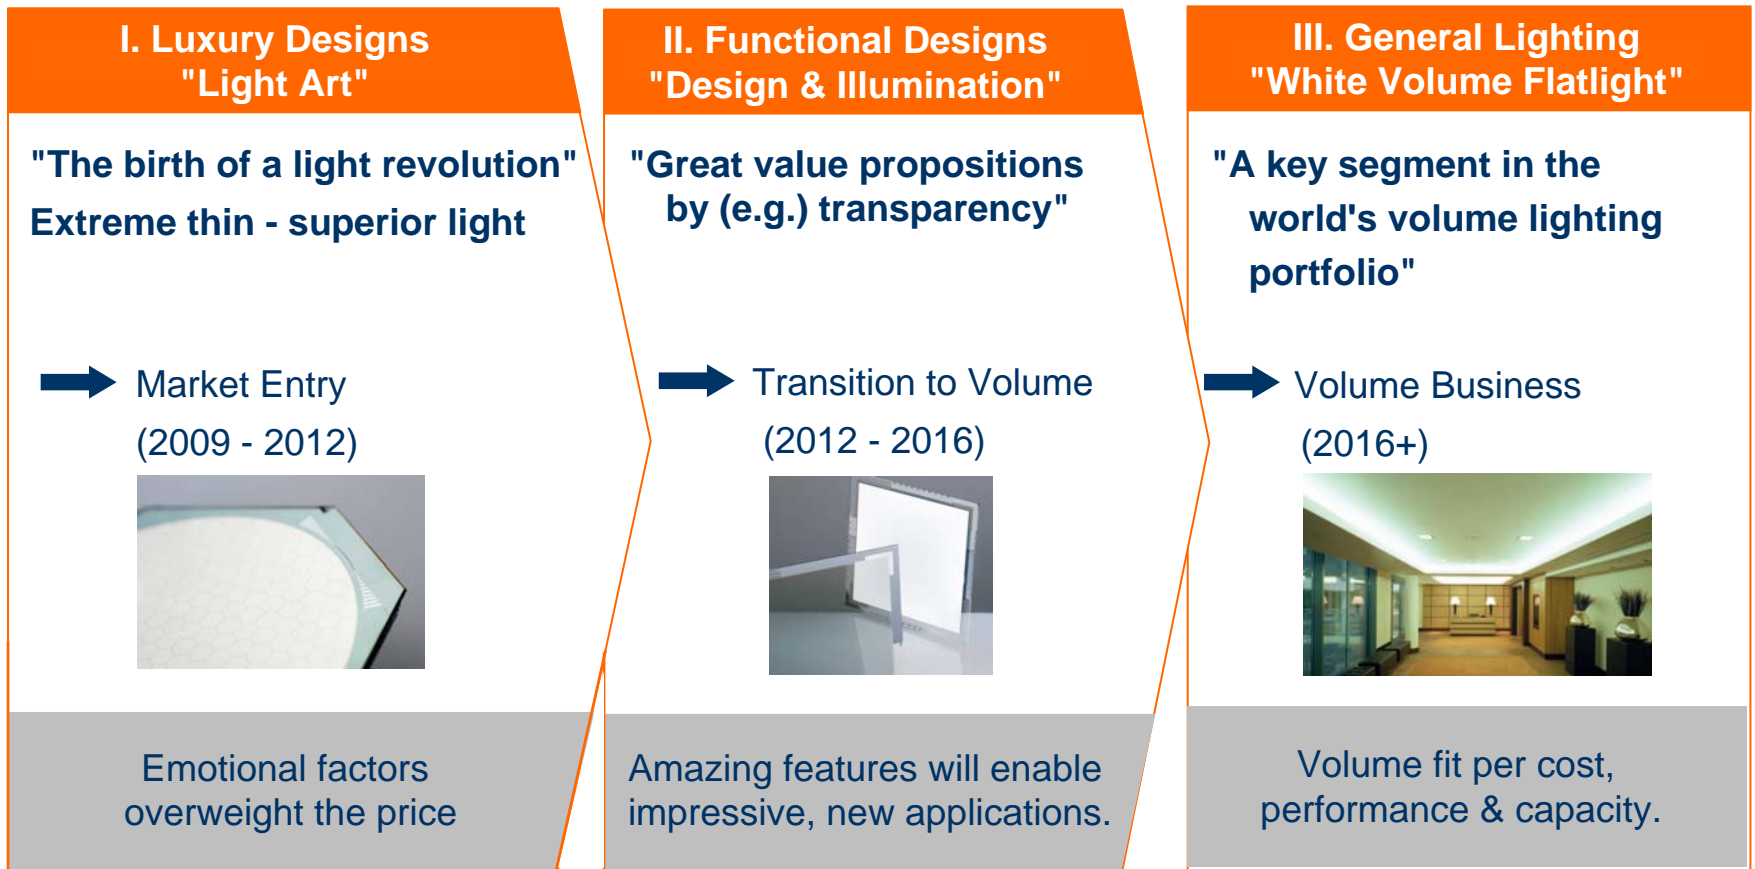 I. Luxury Designs
"Light Art"
"The birth of a light revolution"
Extreme thin - superior light
Market Entry
(2009 - 2012)
Emotional factors
overweight the price
II. Functional Designs
"Design & Illumination"
"Great value propositions
by (e.g.) transparency"
Transition to Volume
(2012 - 2016)
Amazing features will enable
impressive, new applications.
III. General Lighting
"White Volume Flatlight"
"A key segment in the
world's volume lighting
portfolio"
Volume Business
(2016+)
Volume fit per cost,
performance & capacity.